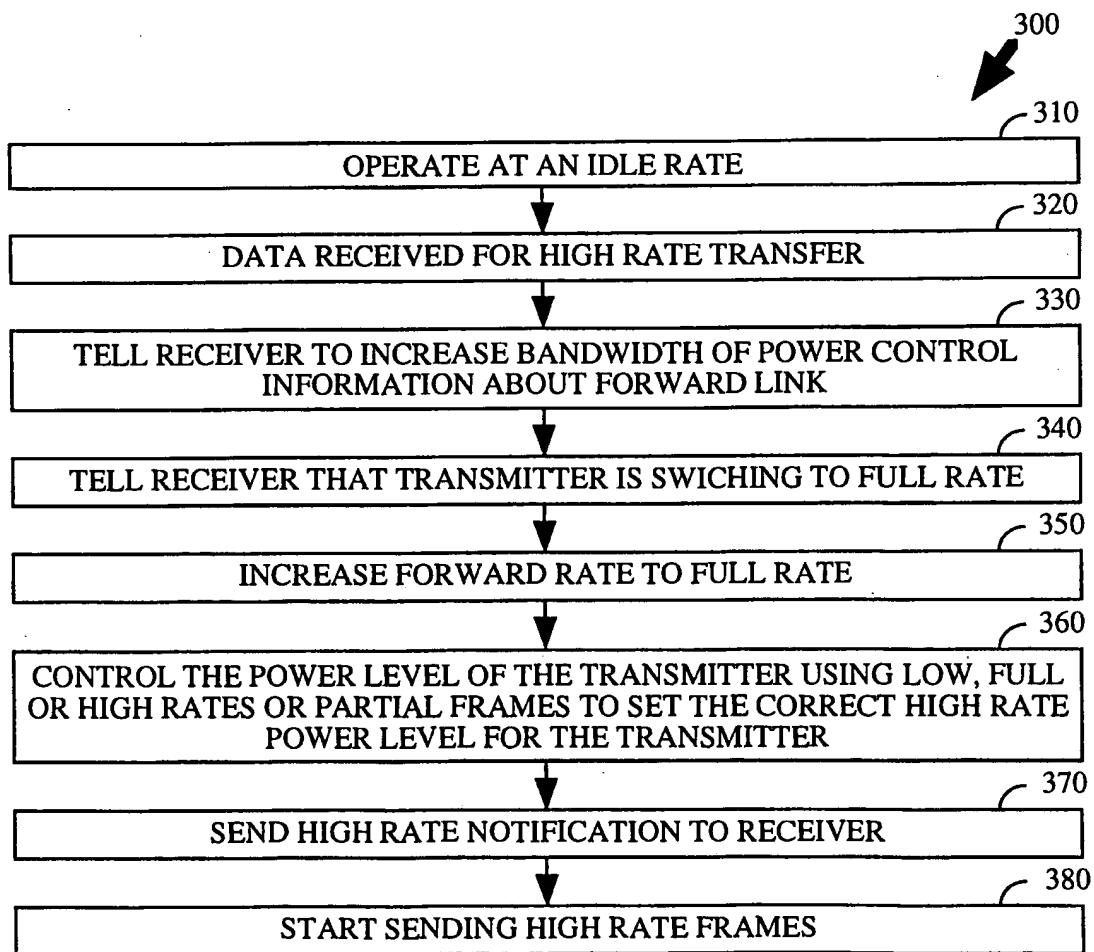 300
310
OPERATE AT AN IDLE RATE
320
DATA RECEIVED FOR HIGH RATE TRANSFER
330
TELL RECEIVER TO INCREASE BANDWIDTH OF POWER CONTROL
INFORMATION ABOUT FORWARD LINK
340
TELL RECEIVER THAT TRANSMITTER IS SWICHING TO FULL RATE
350
INCREASE FORWARD RATE TO FULL RATE
360
CONTROL THE POWER LEVEL OF THE TRANSMITTER USING LOW, FULL
OR HIGH RATES OR PARTIAL FRAMES TO SET THE CORRECT HIGH RATE
POWER LEVEL FOR THE TRANSMITTER
370
SEND HIGH RATE NOTIFICATION TO RECEIVER
380
START SENDING HIGH RATE FRAMES